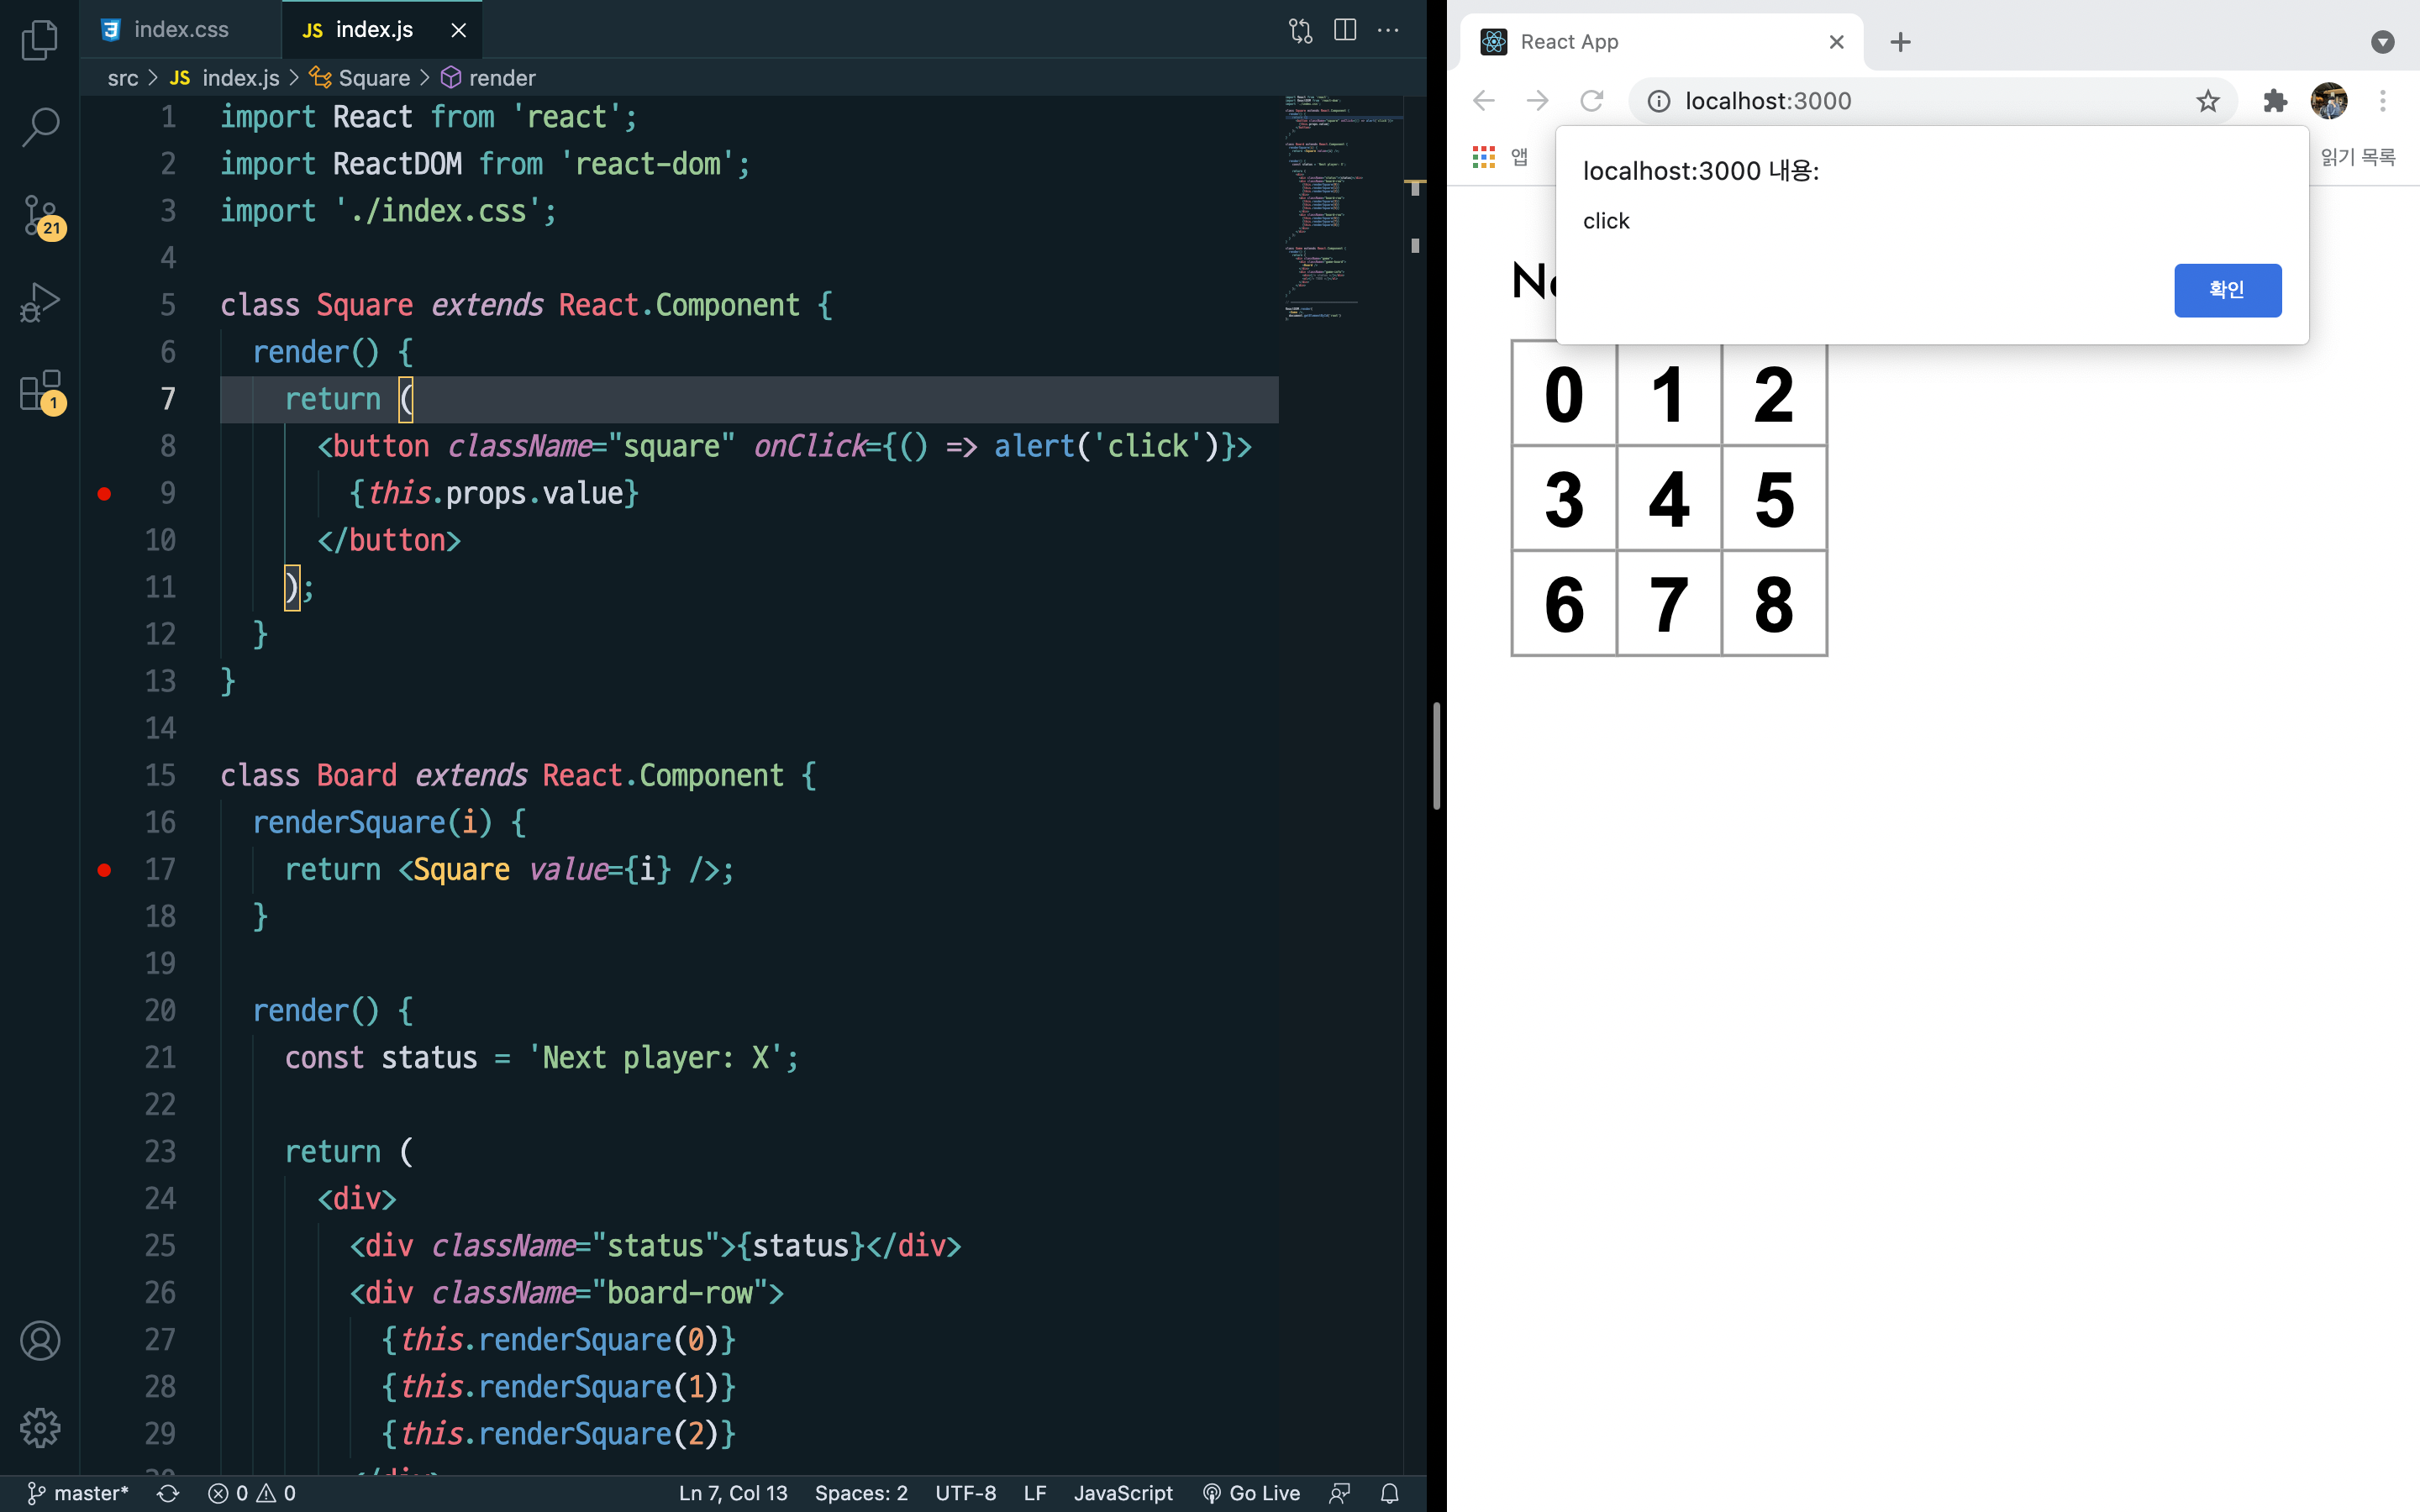 index.css
JS index.js
src > JS index.js > Square > render
1 import React from 'react';
2 import ReactDOM from 'react-dom';
3 import './index.css';
4
5 class Square extends React.Component {
6 render() {
7 return (
8 <button className="square" onClick={() => alert('click')}>
9 {this.props.value}
10 </button>
11 );
12 }
13 }
14
15 class Board extends React.Component {
16 renderSquare(i) {
17 return <Square value={i} />;
18 }
19
20 render() {
21 const status = 'Next player: X';
22
23 return (
24 <div>
25 <div className="status">{status}</div>
26 <div className="board-row">
27 {this.renderSquare(0)}
28 {this.renderSquare(1)}
29 {this.renderSquare(2)}
21
1
master* 0 0 Ln 7, Col 13 Spaces: 2 UTF-8 LF JavaScript Go Live
React App
localhost:3000
앱
읽기 목록
localhost:3000 내용:
click
확인
0 1 2
3 4 5
6 7 8